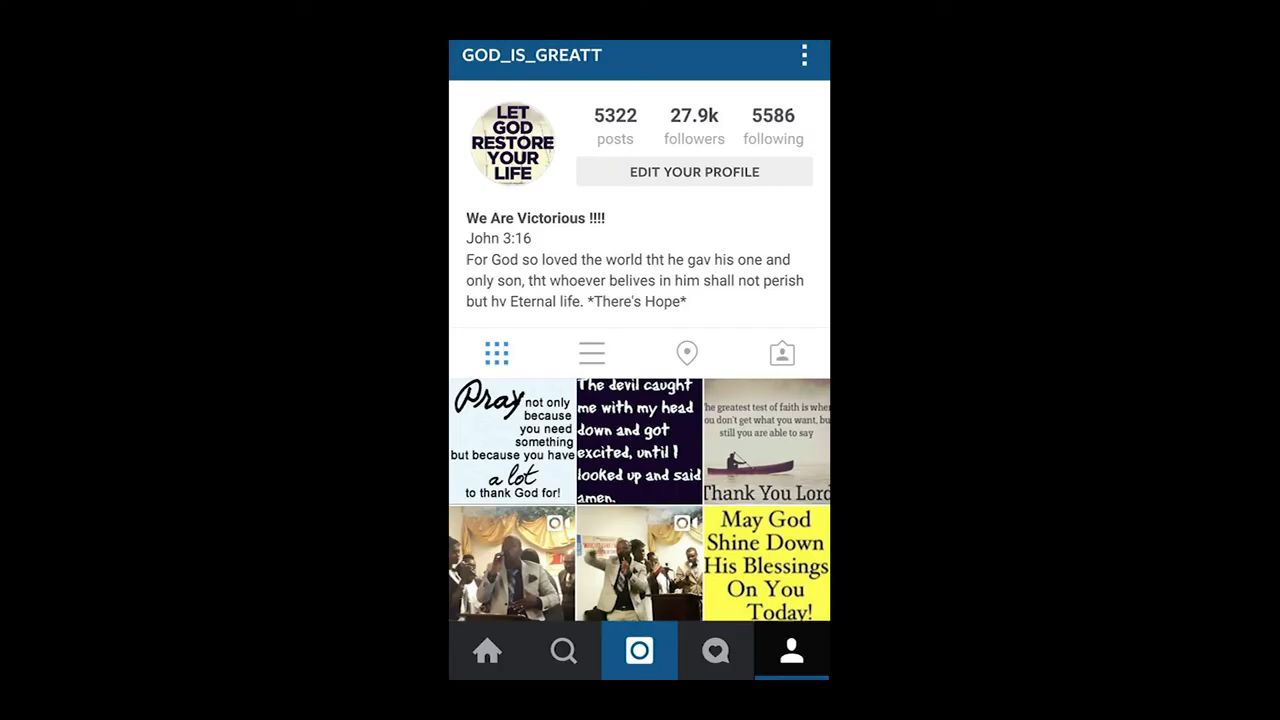 GOD_IS_GREATT
LET
GOD
RESTORE
YOUR
LIFE
5322 27.9k 5586
posts followers following
EDIT YOUR PROFILE
We Are Victorious !!!!
John 3:16
For God so loved the world tht he gav his one and
only son, tht whoever belives in him shall not perish
but hv Eternal life. *There's Hope*
Pray not only
because
you need
something
but because you have
a lot
to thank God for!
The devil caught
me with my head
down and got
excited, until I
looked up and said
amen.
he greatest test of faith is when
ou don't get what you want, bu
still you are able to say
Thank You Lord
May God
Shine Down
His Blessings
On You
Today!